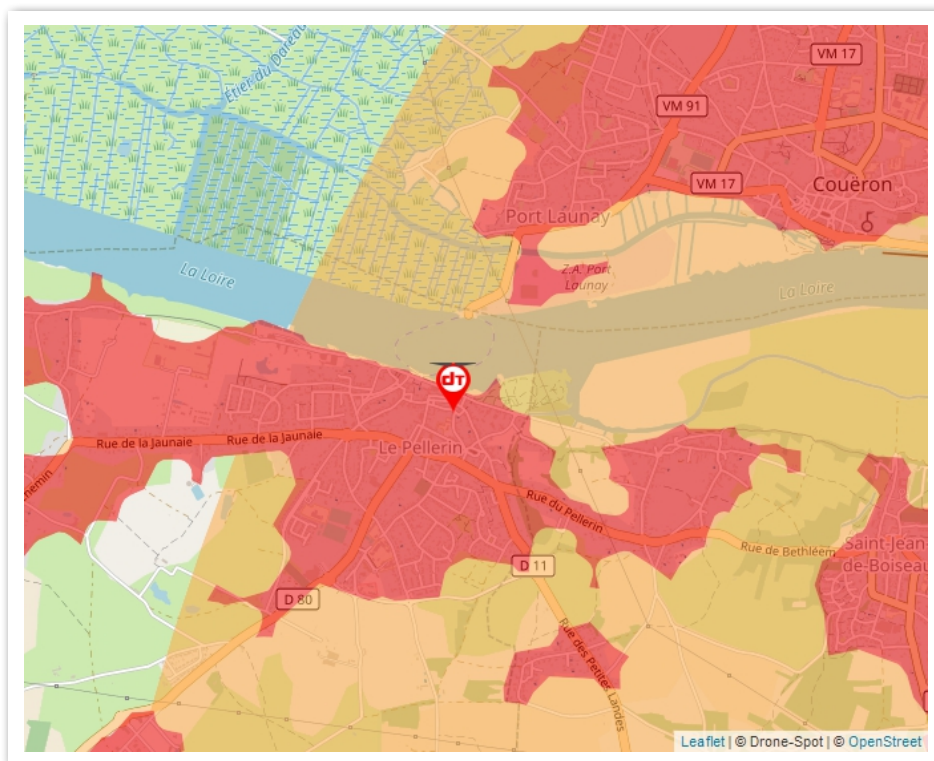 Étier du Dareau
VM 17
VM 91
VM 17
Couëron
Port Launay
La Loire
Z.A. Port
Launay
La Loire
dT
Rue de la Jaunaie
Rue de la Jaunaie
Le Pellerin
Rue du Pellerin
Rue de Bethléem
Saint-Jean-
de-Boiseau
D 11
D 80
Rue des Petites Landes
Leaflet | © Drone-Spot | © OpenStreet